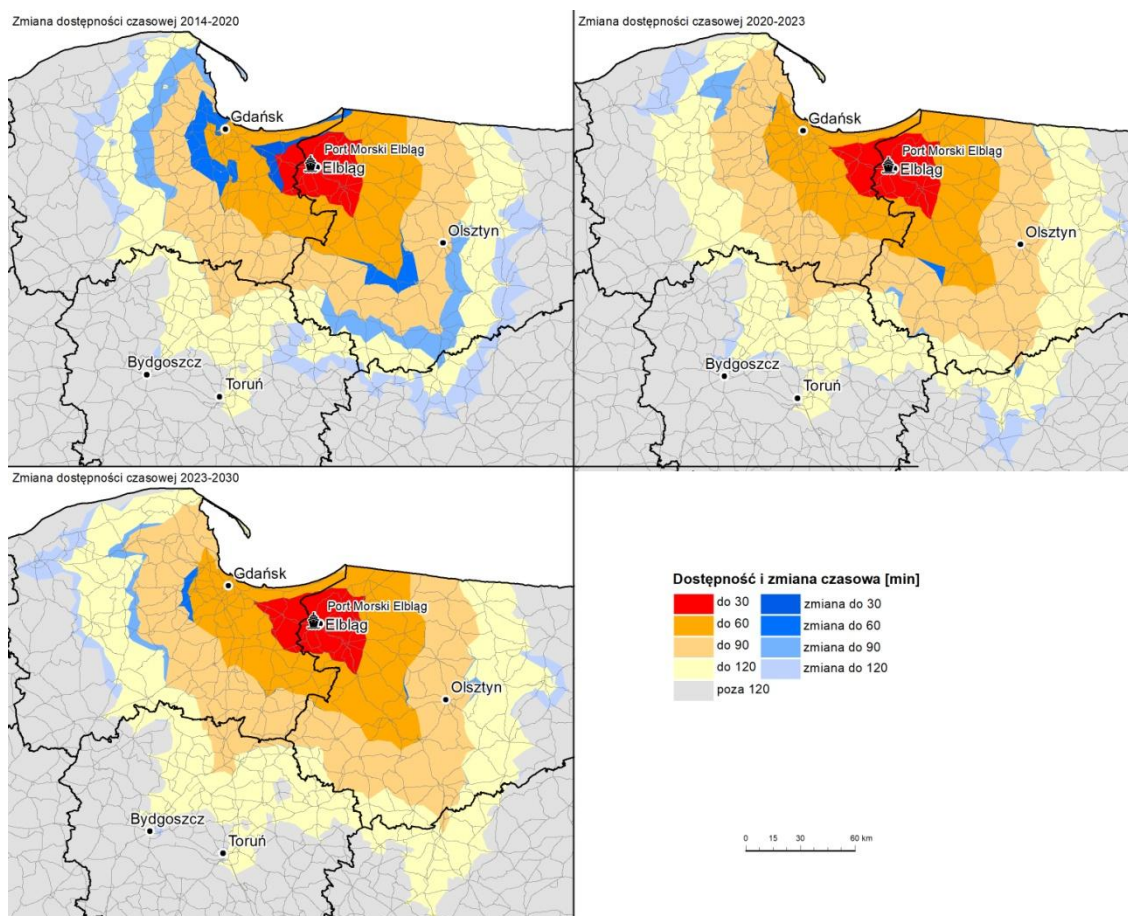 Zmiana dostępności czasowej 2014-2020
Gdańsk
Port Morski Elbląg
Elbląg
Olsztyn
Bydgoszcz
Toruń
Zmiana dostępności czasowej 2020-2023
Gdańsk
Port Morski Elbląg
Elbląg
Olsztyn
Bydgoszcz
Toruń
Zmiana dostępności czasowej 2023-2030
Gdańsk
Port Morski Elbląg
Elbląg
Olsztyn
Bydgoszcz
Toruń
Dostępność i zmiana czasowa [min]
do 30 zmiana do 30
do 60 zmiana do 60
do 90 zmiana do 90
do 120 zmiana do 120
poza 120
0 15 30 60 km